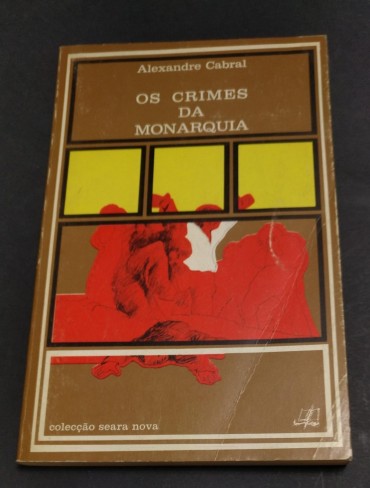 Alexandre Cabral
OS CRIMES
DA
MONARQUIA
colecção seara nova